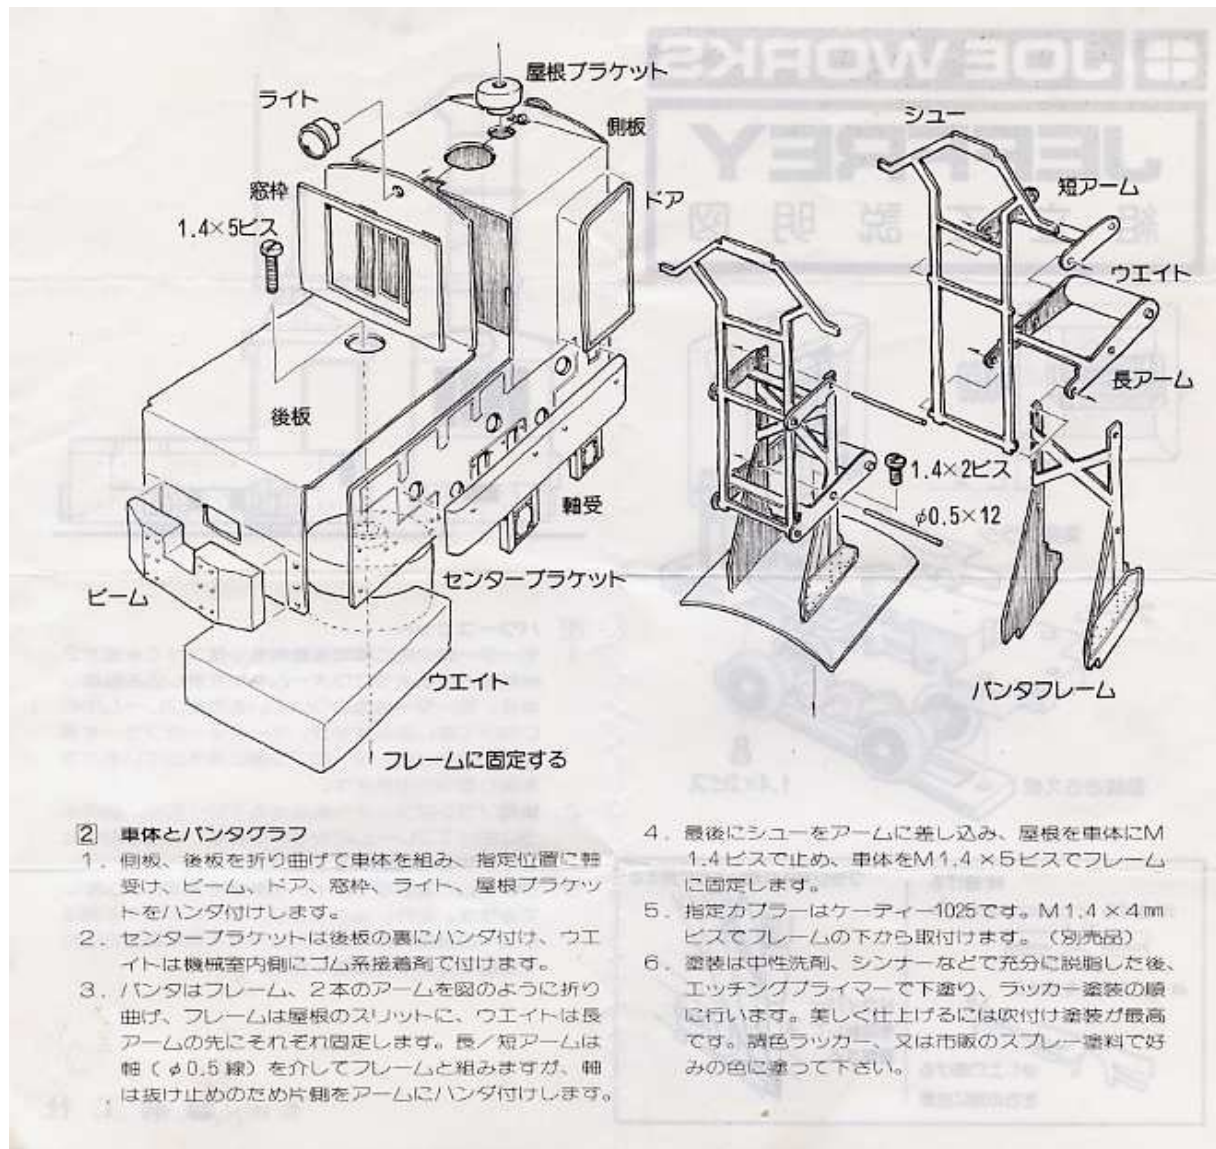 屋根ブラケット
ライト
側板
窓枠
1.4×5ビス
ドア
後板
軸受
センターブラケット
ビーム
ウエイト
フレームに固定する
シュー
短アーム
ウエイト
長アーム
1.4×2ビス
φ0.5×12
パンタフレーム
JOE WORKS
JEFFREY
組立説明図
2 車体とパンタグラフ
1. 側板、後板を折り曲げて車体を組み、指定位置に軸
受け、ビーム、ドア、窓枠、ライト、屋根ブラケッ
トをハンダ付けします。
2. センターブラケットは後板の裏にハンダ付け、ウエ
イトは機械室内側にゴム系接着剤で付けます。
3. パンタはフレーム、2本のアームを図のように折り
曲げ、フレームは屋根のスリットに、ウエイトは長
アームの先にそれぞれ固定します。長/短アームは
軸(φ0.5線)を介してフレームと組みますが、軸
は抜け止めのため片側をアームにハンダ付けします。
4. 最後にシューをアームに差し込み、屋根を車体にM
1.4ビスで止め、車体をM1.4×5ビスでフレーム
に固定します。
5. 指定カプラーはケーディー1025です。M1.4×4㎜
ビスでフレームの下から取付けます。(別売品)
6. 塗装は中性洗剤、シンナーなどで充分に脱脂した後、
エッチングプライマーで下塗り、ラッカー塗装の順
に行います。美しく仕上げるには吹付け塗装が最高
です。調色ラッカー、又は市販のスプレー塗料で好
みの色に塗って下さい。